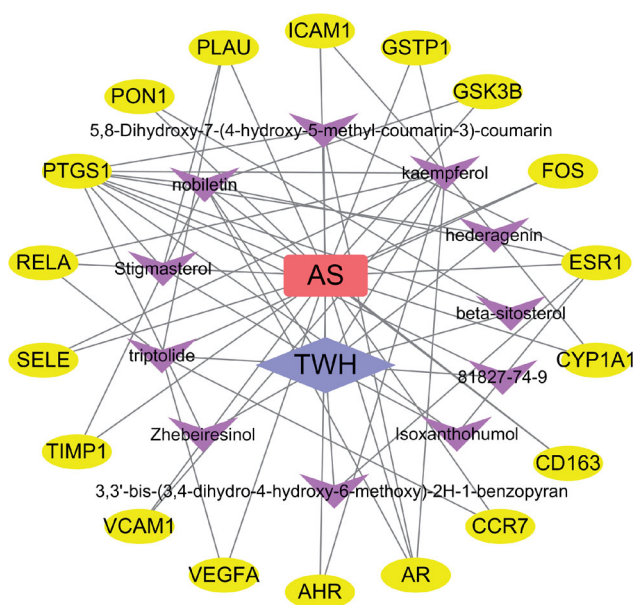 ICAM1
PLAU
GSTP1
PON1
GSK3B
5,8-Dihydroxy-7-(4-hydroxy-5-methyl-coumarin-3)-coumarin
PTGS1
nobiletin
kaempferol
FOS
hederagenin
RELA
Stigmasterol
AS
ESR1
beta-sitosterol
SELE
triptolide
TWH
81827-74-9
CYP1A1
Zhebeiresinol
Isoxanthohumol
TIMP1
CD163
3,3'-bis-(3,4-dihydro-4-hydroxy-6-methoxy)-2H-1-benzopyran
VCAM1
CCR7
VEGFA
AHR
AR